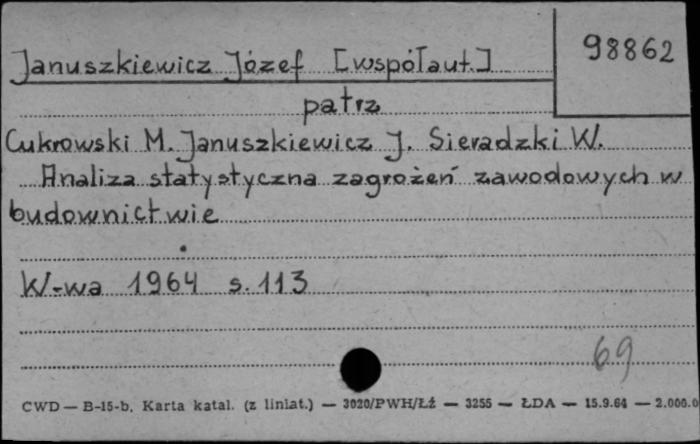 Januszkiewicz Józef [współaut.]
98862
patrz
Cukrowski M. Januszkiewicz J. Sieradzki W.
Analiza statystyczna zagrożeń zawodowych w
budownictwie
W-wa 1964 s. 113
69
CWD — B-15-b. Karta katal. (z liniat.) — 3020/PWH/Łź — 3255 — ŁDA — 15.9.64 — 2.000.0